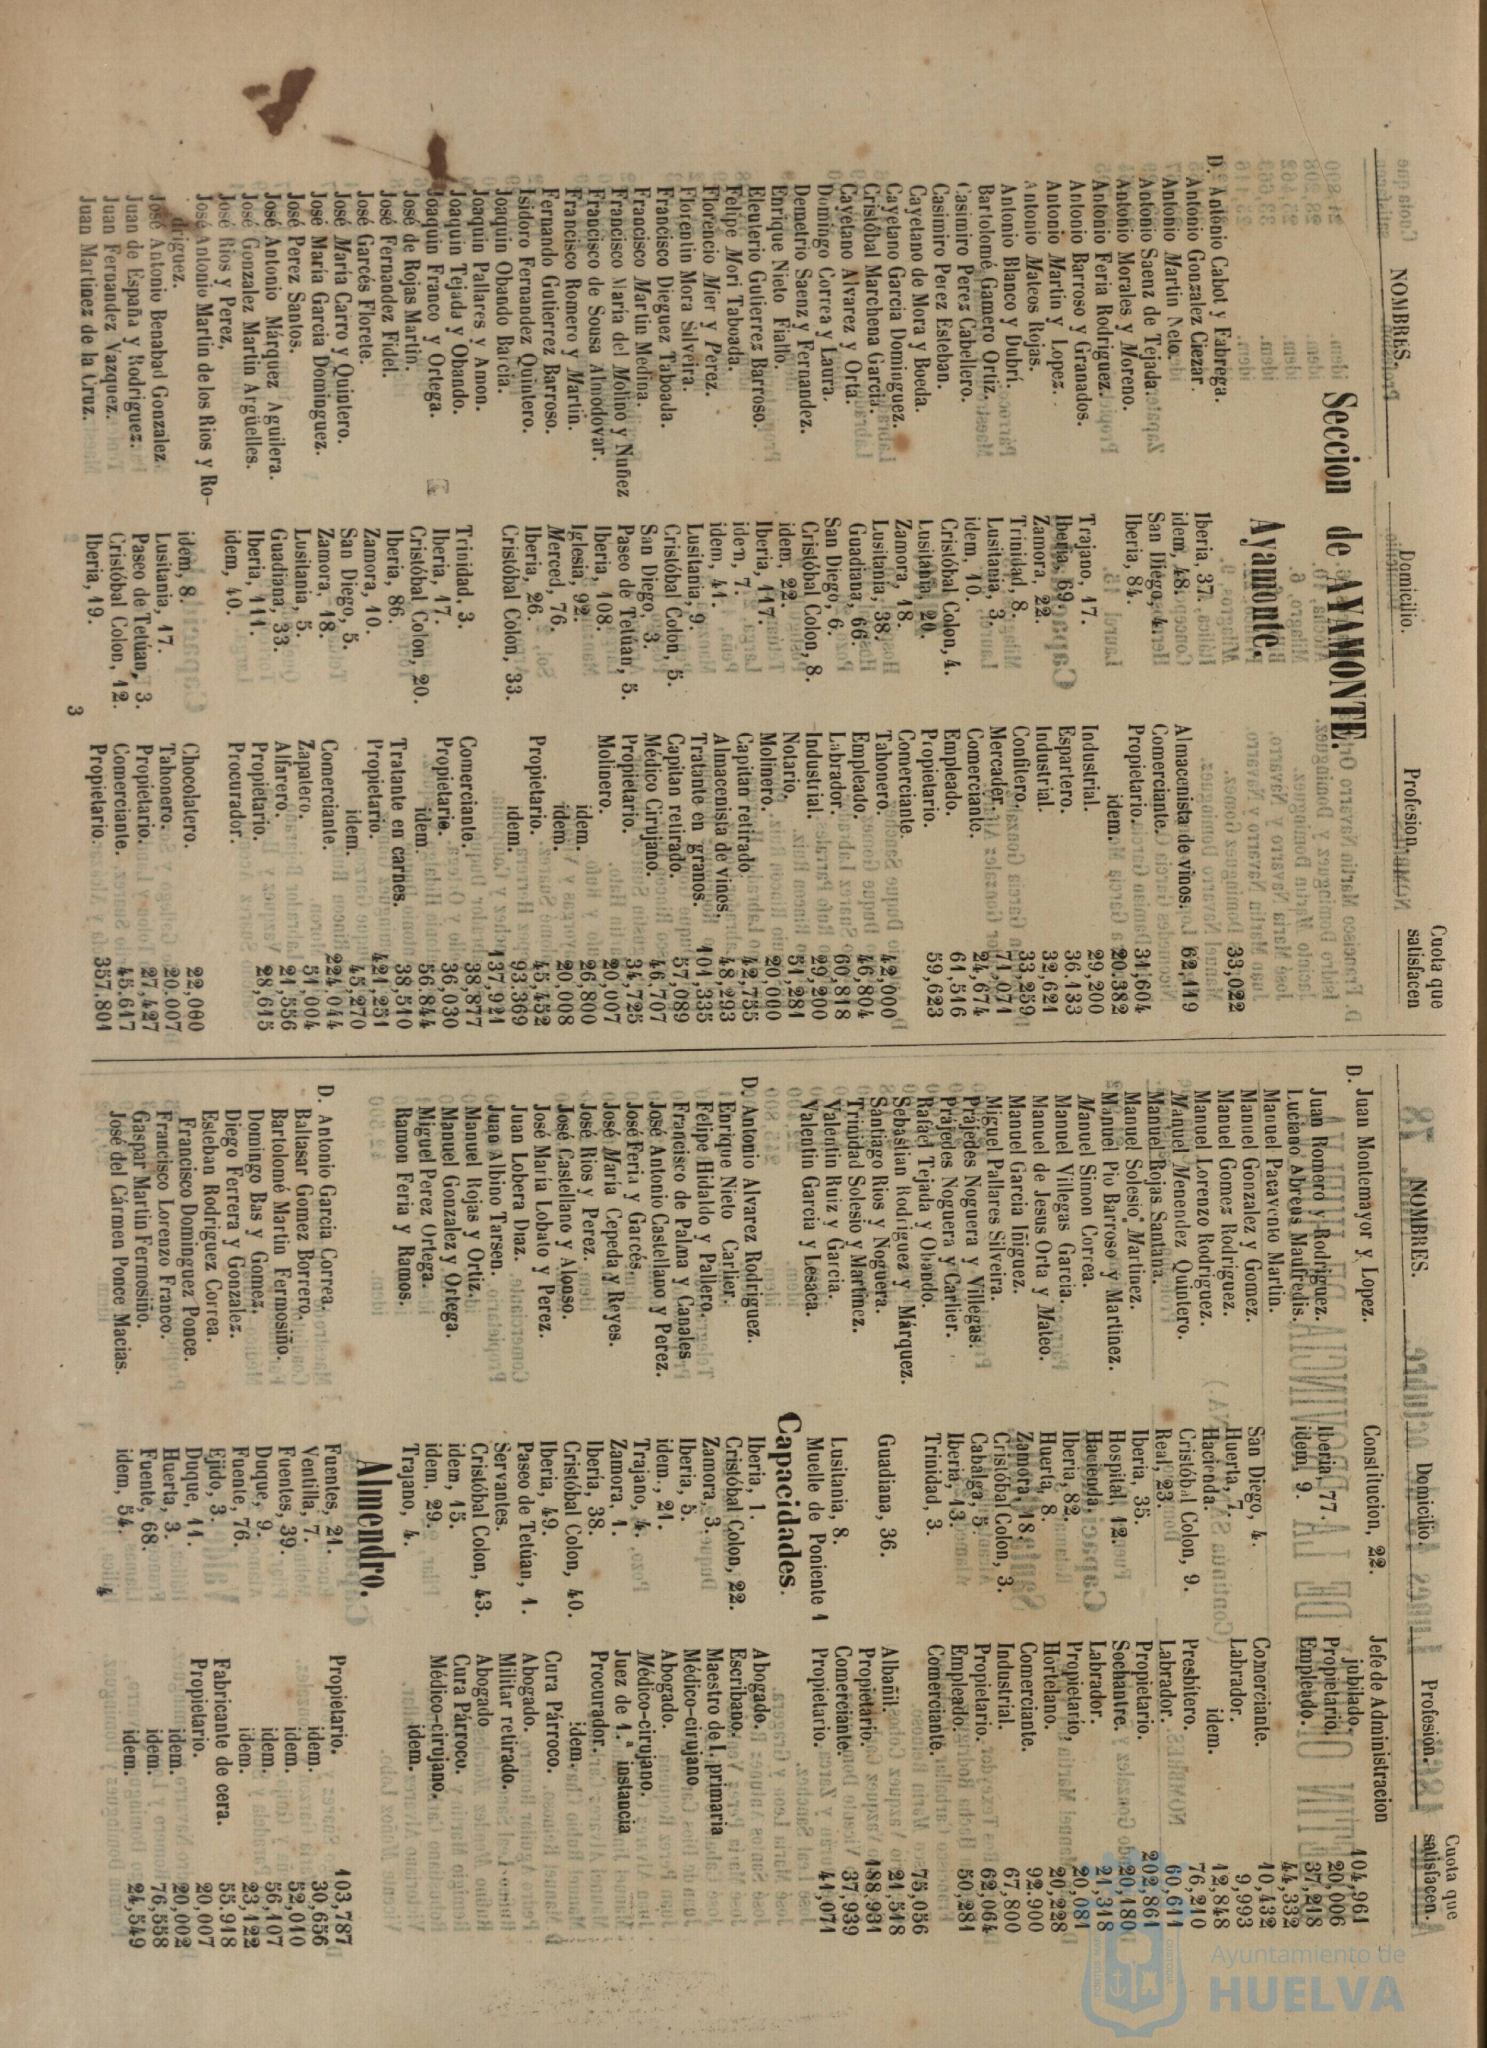 NOMBRES.
Domicilio.
Profesion.
Cuota que
satisfacen
Seccion de AYAMONTE.
Ayamonte.
D. Antonio Cabot y Fabrega.
Antonio Gonzalez Ciezar.
Antonio Martin Neto.
Antonio Saenz de Tejada.
Antonio Morales y Moreno.
Antonio Feria Rodriguez.
Antonio Barroso y Granados.
Antonio Martin y Lopez.
Antonio Mateos Rojas.
Antonio Blanco y Dubrí.
Bartolomé Gamero Ortiz.
Casimiro Perez Cabellero.
Casimiro Perez Esteban.
Cayetano de Mora y Boeda.
Cayetano Garcia Dominguez.
Cristóbal Marchena Garcia.
Cayetano Alvarez y Orta.
Domingo Correa y Laura.
Demetrio Saenz y Fernandez.
Enrique Nieto Fiallo.
Eleuterio Gutierrez Barroso.
Felipe Mori Taboada.
Florencio Mier y Perez.
Florentin Mora Silveira.
Francisco Dieguez Taboada.
Francisco Martin Medina.
Francisco María del Molino y Nuñez
Francisco de Sousa Almodovar.
Francisco Romero y Martin.
Fernando Gutierrez Barroso.
Isidoro Fernandez Quintero.
Joaquin Obando Barcia.
Joaquin Pallares y Amon.
Joaquin Tejada y Obando.
Joaquin Franco y Ortega.
José de Rojas Martin.
José Fernandez Fidel.
José Garcés Florete.
José María Carro y Quintero.
José María Garcia Dominguez.
José Perez Santos.
José Antonio Márquez Aguilera.
José Gonzalez Martin Argüelles.
José Rios y Perez,
José Antonio Martin de los Rios y Ro-
driguez.
José Antonio Benabad Gonzalez.
Juan de España y Rodriguez.
Juan Fernandez Vazquez.
Juan Martinez de la Cruz.
Iberia, 37.
idem, 48.
San Diego, 4.
Iberia, 84.
Trajano, 17.
Iberia, 69.
Zamora, 22.
Trinidad, 8.
Lusitania, 3.
idem, 10.
Cristóbal Colon, 4.
Lusitania, 20.
Zamora, 18.
Lusitania, 38.
Guadiana, 66.
San Diego, 6.
Cristóbal Colon, 8.
idem, 22.
Iberia, 117.
iden, 7.
idem, 41.
Lusitania, 9.
Cristóbal Colon, 5.
San Diego, 3.
Paseo de Tetúan, 5.
Iberia, 108.
Iglesia, 92.
Merced, 76.
Iberia, 26.
Cristóbal Colon, 33.
Trinidad, 3.
Iberia, 17.
Cristóbal Colon, 20.
Iberia, 86.
Zamora, 10.
San Diego, 5.
Zamora, 18.
Lusitania, 5.
Guadiana, 33.
Iberia, 111.
idem, 40.
idem, 8.
Lusitania, 17.
Paseo de Tetúan, 3.
Cristóbal Colon, 12.
Iberia, 19.
Almacenista de vinos.
Comerciante.
Propietario.
idem.
Industrial.
Espartero.
Industrial.
Confitero.
Mercader.
Comerciante.
Empleado.
Propietario.
Comerciante.
Tahonero.
Empleado.
Labrador.
Industrial.
Notario,
Molinero.
Capitan retirado.
Almacenista de vinos.
Tratante en granos.
Capitan retirado.
Médico Cirujano.
Propietario.
Molinero.
idem.
idem.
Propietario.
idem.
Comerciante.
Propietario.
idem.
Tratante en carnes.
Propietario.
idem.
Comerciante.
Zapatero.
Alfarero.
Propietario.
Procurador.
Chocolatero.
Tahonero.
Propietario.
Comerciante.
Propietario.
33,022
62,119
31,604
20.382
29,200
36,133
32,621
33,259
71,071
24,674
61,516
59,623
42,000
46,804
60,818
29,200
51,281
20,000
42,755
48,293
101,335
57,089
46,707
34,725
20,007
26,800
20,008
45,452
93.369
137,921
38,877
36,030
56,844
38,510
421,251
45,270
224,044
51,004
21,556
28,615
22,000
20,007
27,427
45,617
357,801
3
NOMBRES.
Domicilio.
Profesion.
Cuota que
satisfacen.
D. Juan Montemayor y Lopez.
Juan Romero y Rodriguez.
Luciano Abreus Maufredis.
Manuel Pacavento Martin.
Manuel Gonzalez y Gomez.
Manuel Gomez Rodriguez.
Manuel Lorenzo Rodriguez.
Manuel Menendez Quintero.
Manuel Rojas Santana.
Manuel Solesio Martinez.
Manuel Pio Barroso y Martinez.
Manuel Simon Correa.
Manuel Villegas Garcia.
Manuel de Jesus Orta y Mateo.
Manuel Garcia Iñiguez.
Miguel Pallares Silveira.
Prájedes Noguera y Villegas.
Prájedes Noguera y Carlier.
Rafael Tejada y Obando.
Sebastian Rodriguez y Márquez.
Santiago Rios y Noguera.
Trinidad Solesio y Martinez.
Valentin Ruiz y Garcia.
Valentin Garcia y Lesaca.
Constitucion, 22.
Iberia, 77.
idem, 9.
San Diego, 4.
Huerta, 7.
Hacienda.
Cristóbal Colon, 9.
Real, 23.
Iberia, 35.
Hospital, 12.
Hacienda,
Iberia, 82.
Huerta, 8.
Zamora, 18.
Cristóbal Colon, 3.
Cabalga, 5.
Iberia, 43.
Trinidad, 3.
Guadiana, 36.
Lusitania, 8.
Muelle de Poniente 1
Jefe de Administracion
jubilado.
Propietario.
Empleado.
Comerciante.
Labrador.
idem.
Presbítero.
Labrador.
Propietario.
Sochantre.
Labrador.
Propietario,
Hortelano.
Comerciante.
Industrial.
Propietario.
Empleado.
Comerciante.
Albañil.
Propietario.
Comerciante.
Propietario.
104,961
20,006
37,218
44,332
10,432
9,993
12,848
76,210
60,611
202,861
20,180
21,318
20,081
20,228
92.900
67,800
62,064
50,281
75,056
21,518
188,931
37,939
41,071
Capacidades.
D. Antonio Alvarez Rodriguez.
Enrique Nieto Carlier.
Felipe Hidaldo y Pallero.
Francisco de Palma y Canales
José Antonio Castellano y Perez.
José Feria y Garcés.
José María Cepeda y Reyes.
José Rios y Perez.
José Castellano y Alonso.
José María Lobato y Perez.
Juan Lobera Diaz.
Juan Albino Tarsen.
Manuel Rojas y Ortiz.
Manuel Gonzalez y Ortega.
Miguel Perez Ortega.
Ramon Feria y Ramos.
Iberia, 1.
Cristóbal Colon, 22.
Zamora, 3.
Iberia, 5.
idem, 21.
Trajano, 4.
Zamora, 1.
Iberia, 38.
Cristóbal Colon, 40.
Iberia, 49.
Paseo de Tetúan, 1.
Servantes.
Cristóbal Colon, 43.
idem, 15.
idem, 29.
Trajano, 4.
Abogado.
Escribano.
Maestro de I. primaria
Médico-cirujano.
Abogado.
Médico-cirujano.
Juez de 1.ª instancia
Procurador.
idem.
Cura Párroco.
Abogado.
Militar retirado.
Abogado.
Cura Párroco.
Médico-cirujano.
idem.
Almendro.
D. Antonio Garcia Correa.
Baltasar Gomez Borrero.
Bartolomé Martin Fermosiño.
Domingo Bas y Gomez.
Diego Ferrera y Gonzalez.
Esteban Rodriguez Correa.
Francisco Dominguez Ponce.
Francisco Lorenzo Franco.
Gaspar Martin Fermosiño.
José del Cármen Ponce Macias.
Fuentes, 21.
Ventilla, 7.
Fuentes, 39.
Duque, 9.
Fuente, 76.
Ejido, 3.
Duque, 11.
Huerta, 3.
Fuente, 68.
idem, 54.
Propietario.
idem.
idem.
idem.
idem.
Fabricante de cera.
Propietario.
idem.
idem.
idem.
103,787
30,656
52,010
56,107
23,122
55.918
20,007
20,002
76,558
24,549
4
Ayuntamiento de
HUELVA